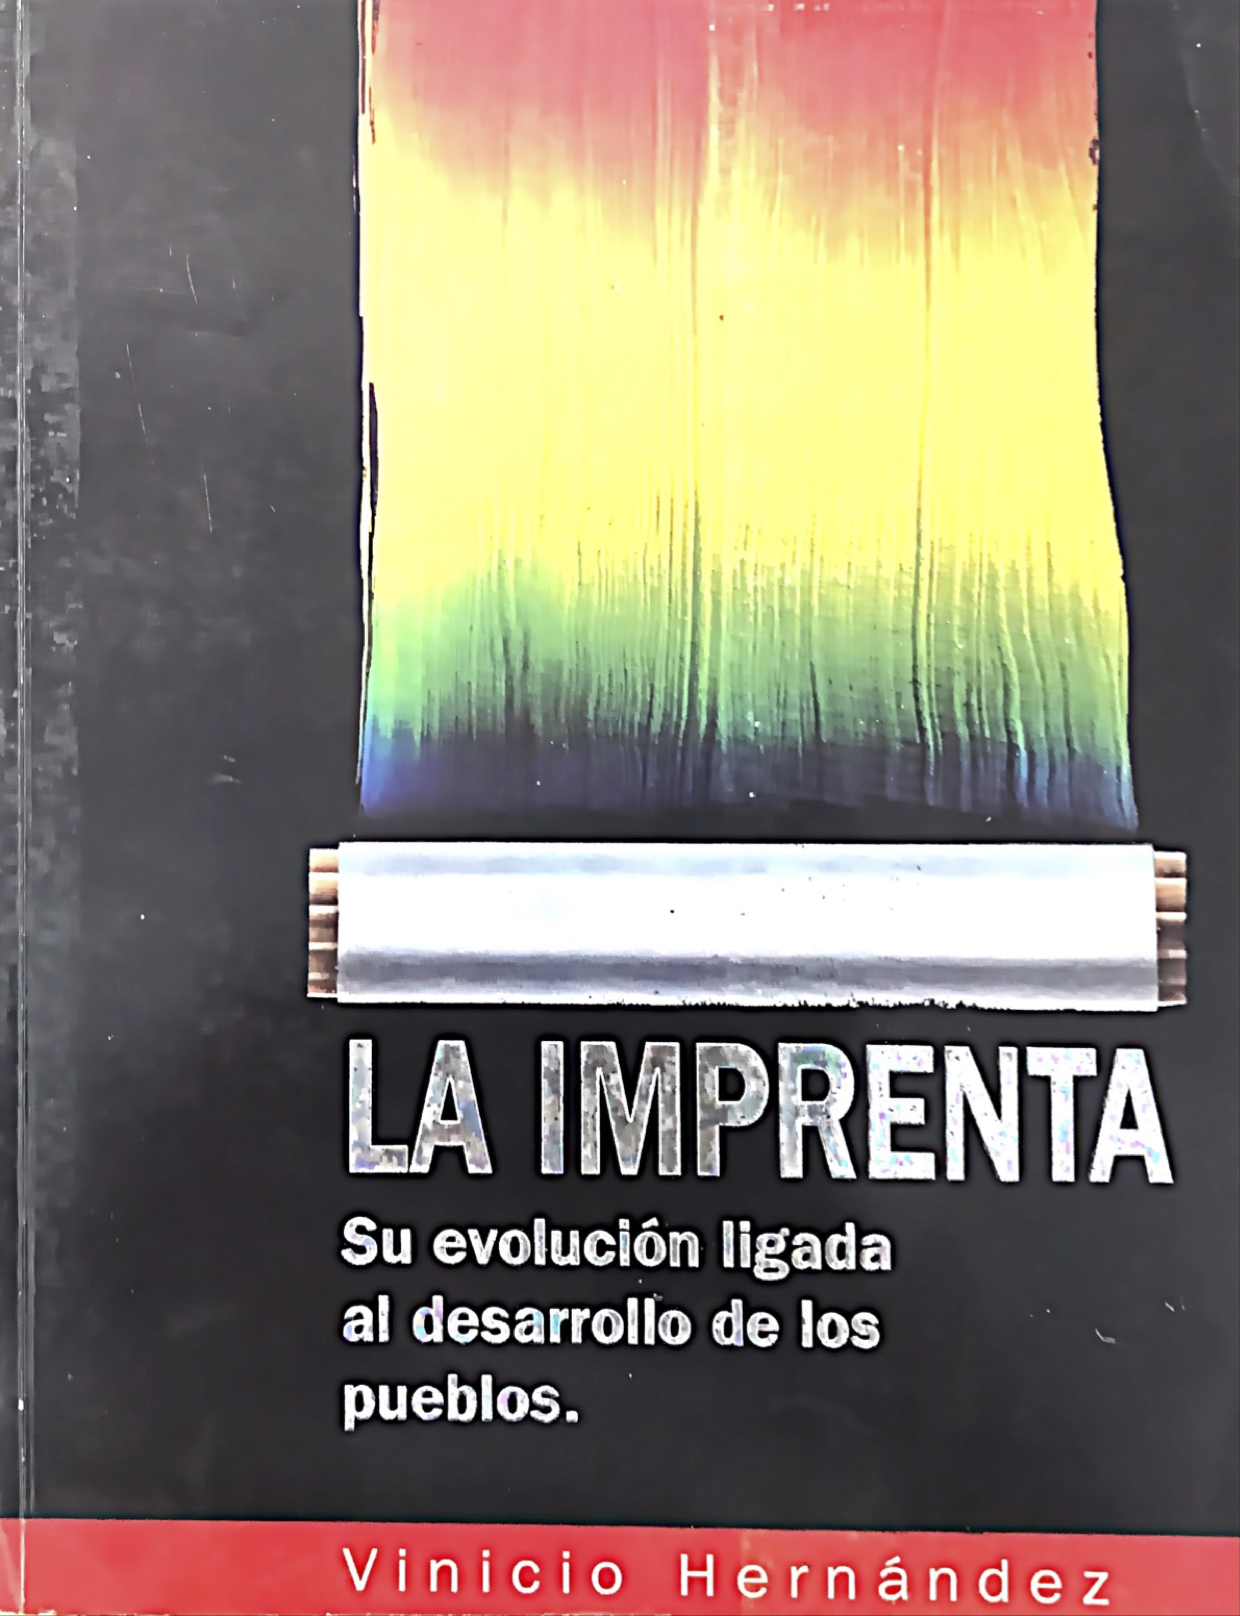 LA IMPRENTA
Su evolución ligada
al desarrollo de los
pueblos.
Vinicio Hernández